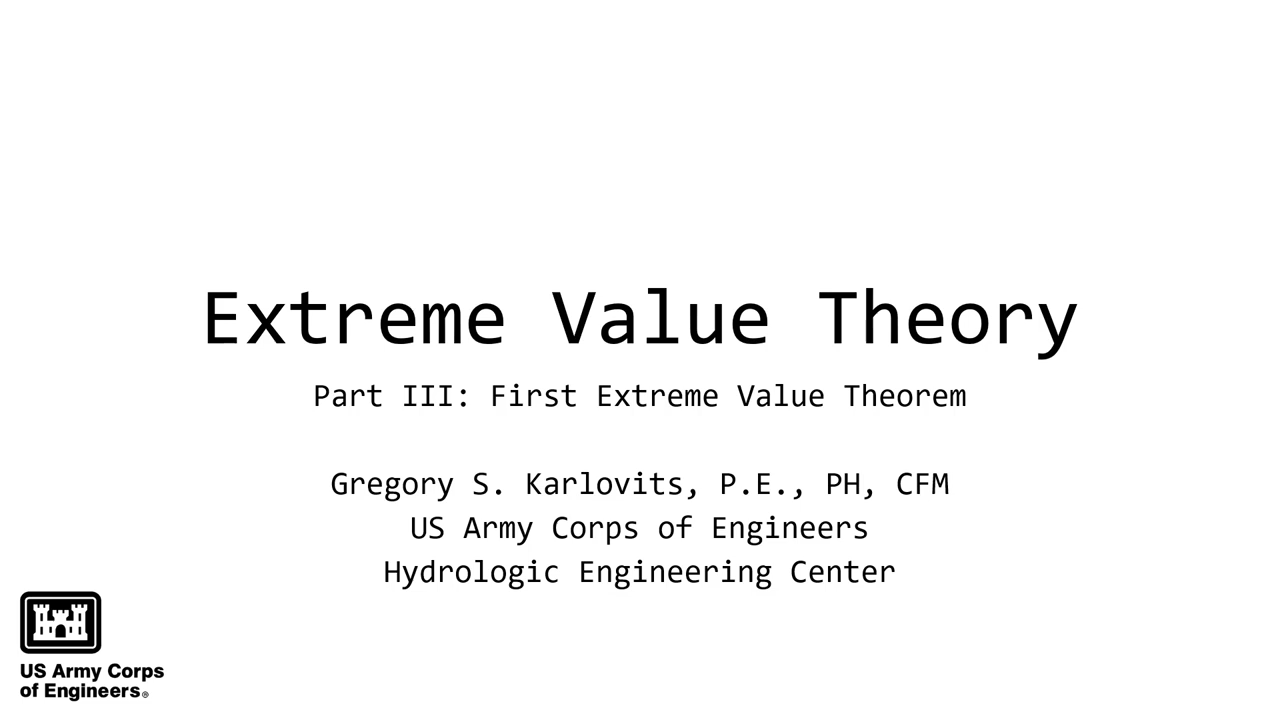 Extreme Value Theory
Part III: First Extreme Value Theorem
Gregory S. Karlovits, P.E., PH, CFM
US Army Corps of Engineers
Hydrologic Engineering Center
US Army Corps
of Engineers®